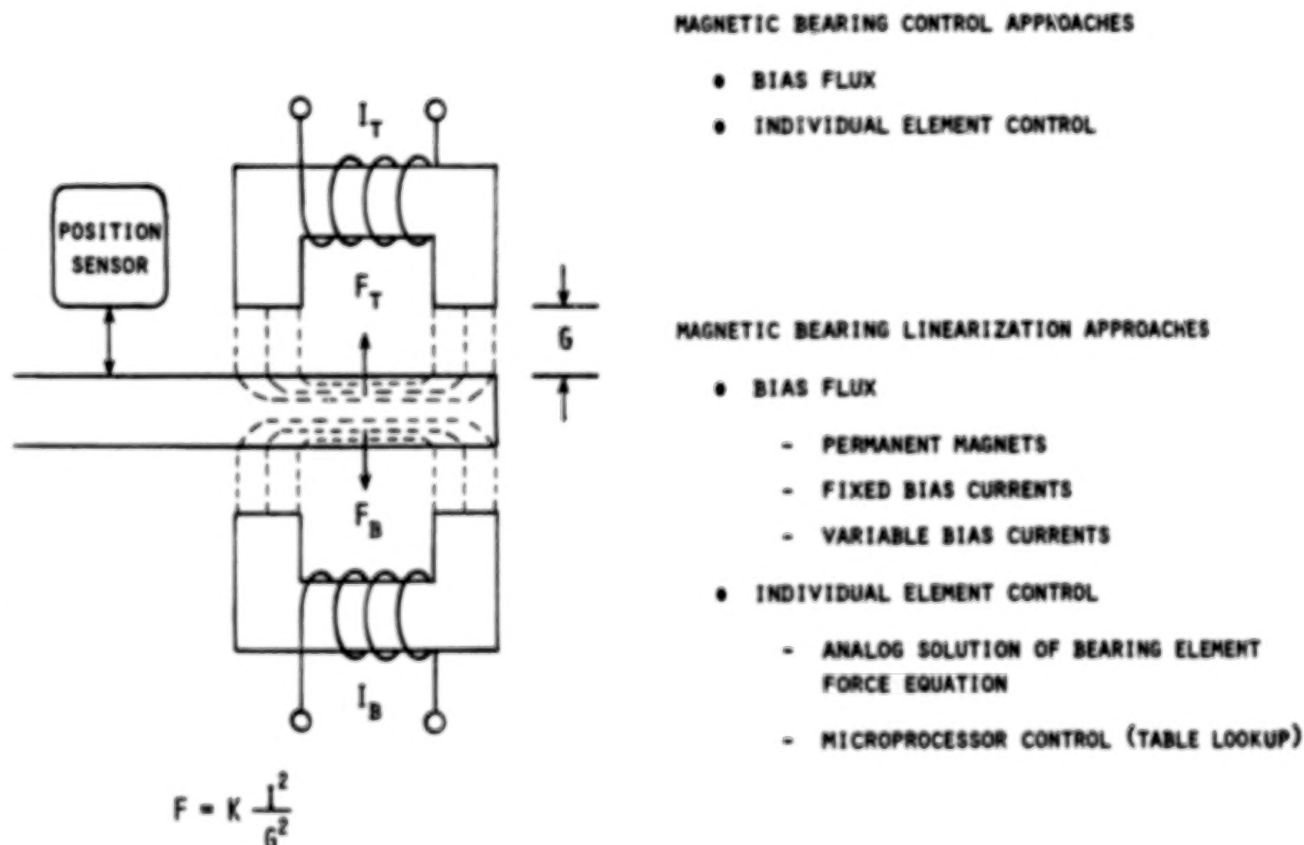 MAGNETIC BEARING CONTROL APPROACHES
• BIAS FLUX
• INDIVIDUAL ELEMENT CONTROL
I_T
POSITION
SENSOR
F_T
G
F_B
I_B
F = K I²/G²
MAGNETIC BEARING LINEARIZATION APPROACHES
• BIAS FLUX
- PERMANENT MAGNETS
- FIXED BIAS CURRENTS
- VARIABLE BIAS CURRENTS
• INDIVIDUAL ELEMENT CONTROL
- ANALOG SOLUTION OF BEARING ELEMENT
FORCE EQUATION
- MICROPROCESSOR CONTROL (TABLE LOOKUP)